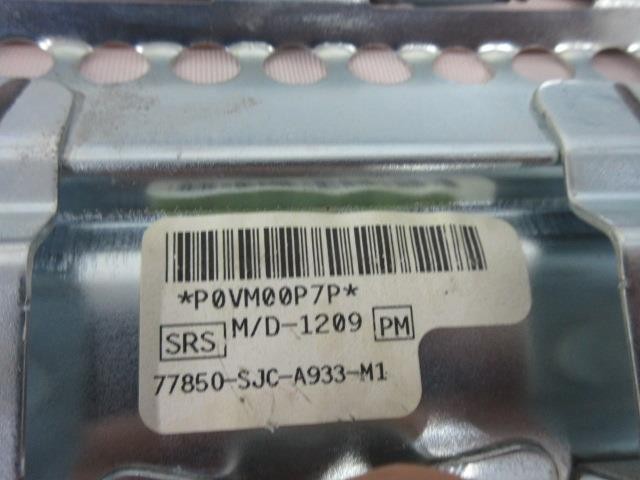 *P0VM00P7P*
SRS M/D-1209 PM
77850-SJC-A933-M1